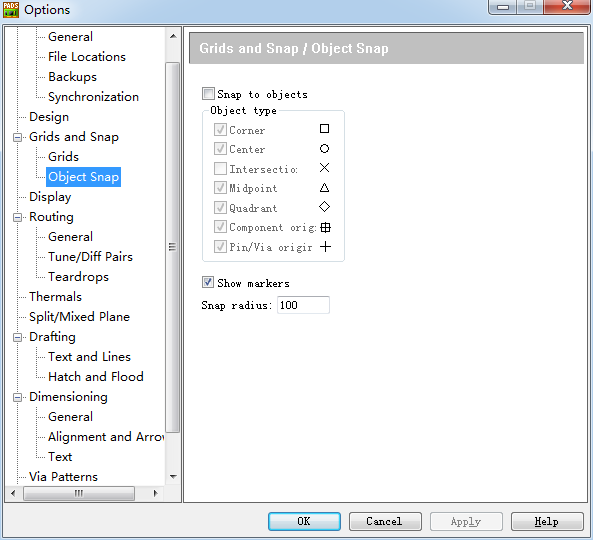 PADS
Options
General
File Locations
Backups
Synchronization
Design
Grids and Snap
Grids
Object Snap
Display
Routing
General
Tune/Diff Pairs
Teardrops
Thermals
Split/Mixed Plane
Drafting
Text and Lines
Hatch and Flood
Dimensioning
General
Alignment and Arrow
Text
Via Patterns
Grids and Snap / Object Snap
Snap to objects
Object type
Corner
Center
Intersectio:
Midpoint
Quadrant
Component orig:
Pin/Via origir
Show markers
Snap radius: 100
OK Cancel Apply Help